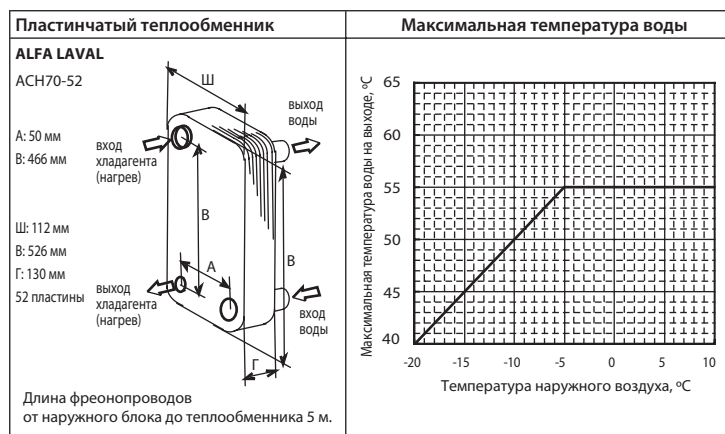 Пластинчатый теплообменник
ALFA LAVAL
ACH70-52
А: 50 мм
В: 466 мм
Ш: 112 мм
В: 526 мм
Г: 130 мм
52 пластины
Ш
выход
воды
вход
хладагента
(нагрев)
В
А
В
выход
хладагента
(нагрев)
вход
воды
Г
Длина фреонопроводов
от наружного блока до теплообменника 5 м.
Максимальная температура воды
Максимальная температура воды на выходе, ºС
65
60
55
50
45
40
-20 -15 -10 -5 0 5 10
Температура наружного воздуха, ºС